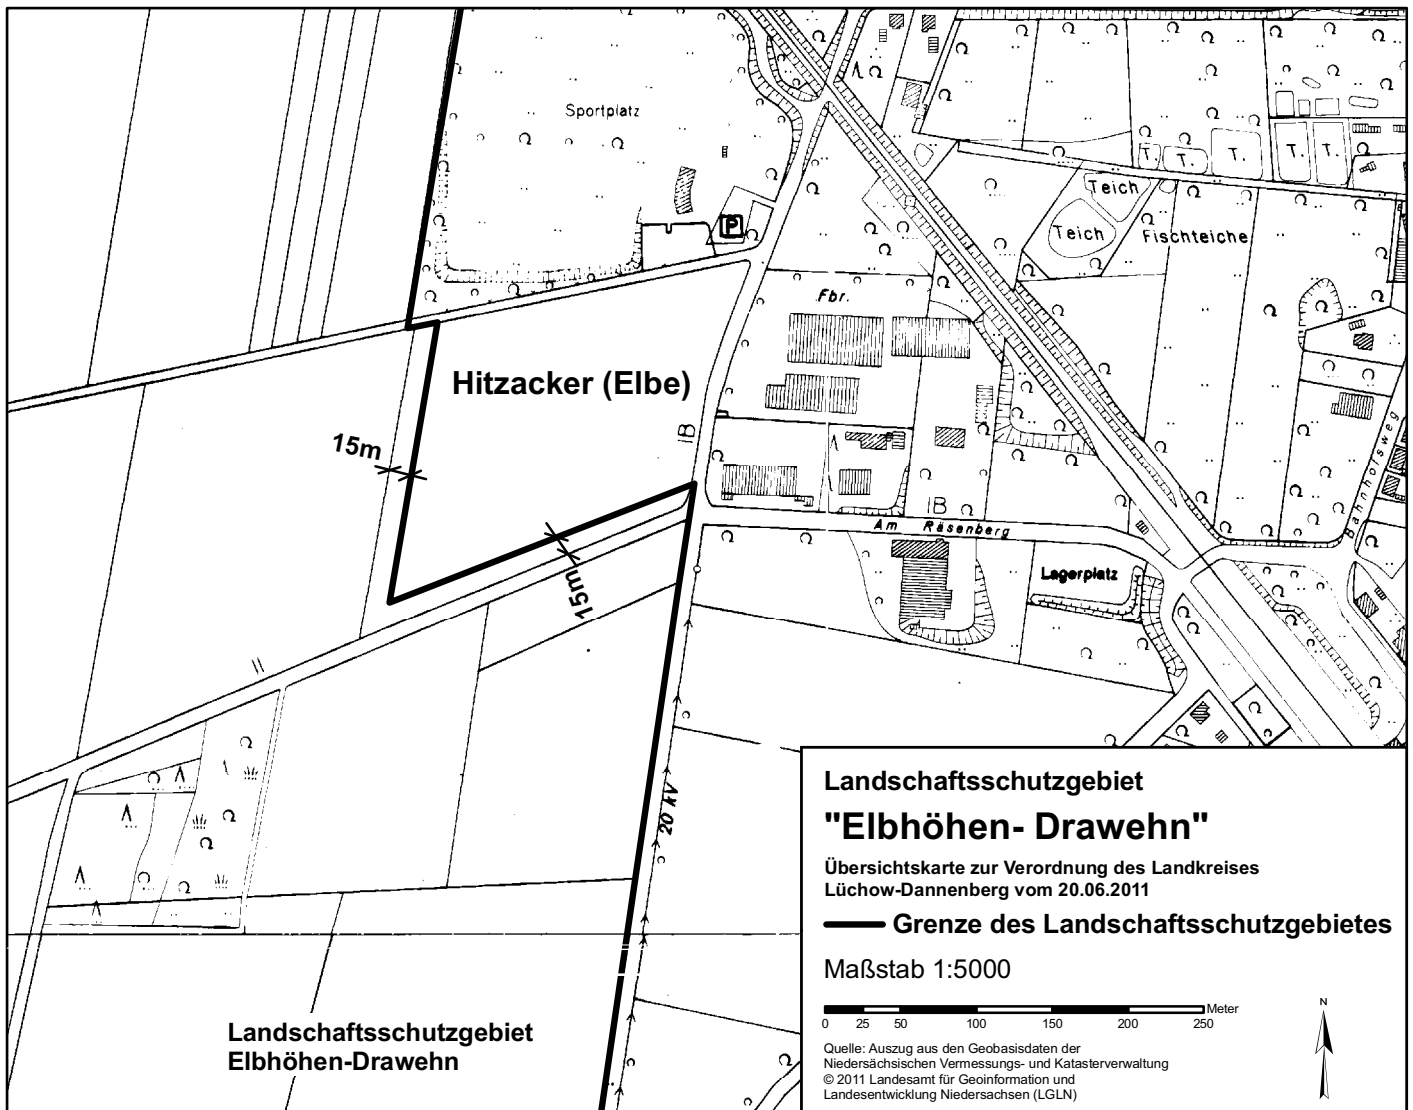 Sportplatz
P
T.
T.
T.
T.
T.
Teich
Teich
Fischteiche
Fbr.
Hitzacker (Elbe)
15m
IB
IB
Am Räsenberg
Bahnhofsweg
15m
Lagerplatz
II
20 kV
Landschaftsschutzgebiet
Elbhöhen-Drawehn
Landschaftsschutzgebiet
"Elbhöhen- Drawehn"
Übersichtskarte zur Verordnung des Landkreises
Lüchow-Dannenberg vom 20.06.2011
Grenze des Landschaftsschutzgebietes
Maßstab 1:5000
Meter
0 25 50 100 150 200 250
N
Quelle: Auszug aus den Geobasisdaten der
Niedersächsischen Vermessungs- und Katasterverwaltung
© 2011 Landesamt für Geoinformation und
Landesentwicklung Niedersachsen (LGLN)